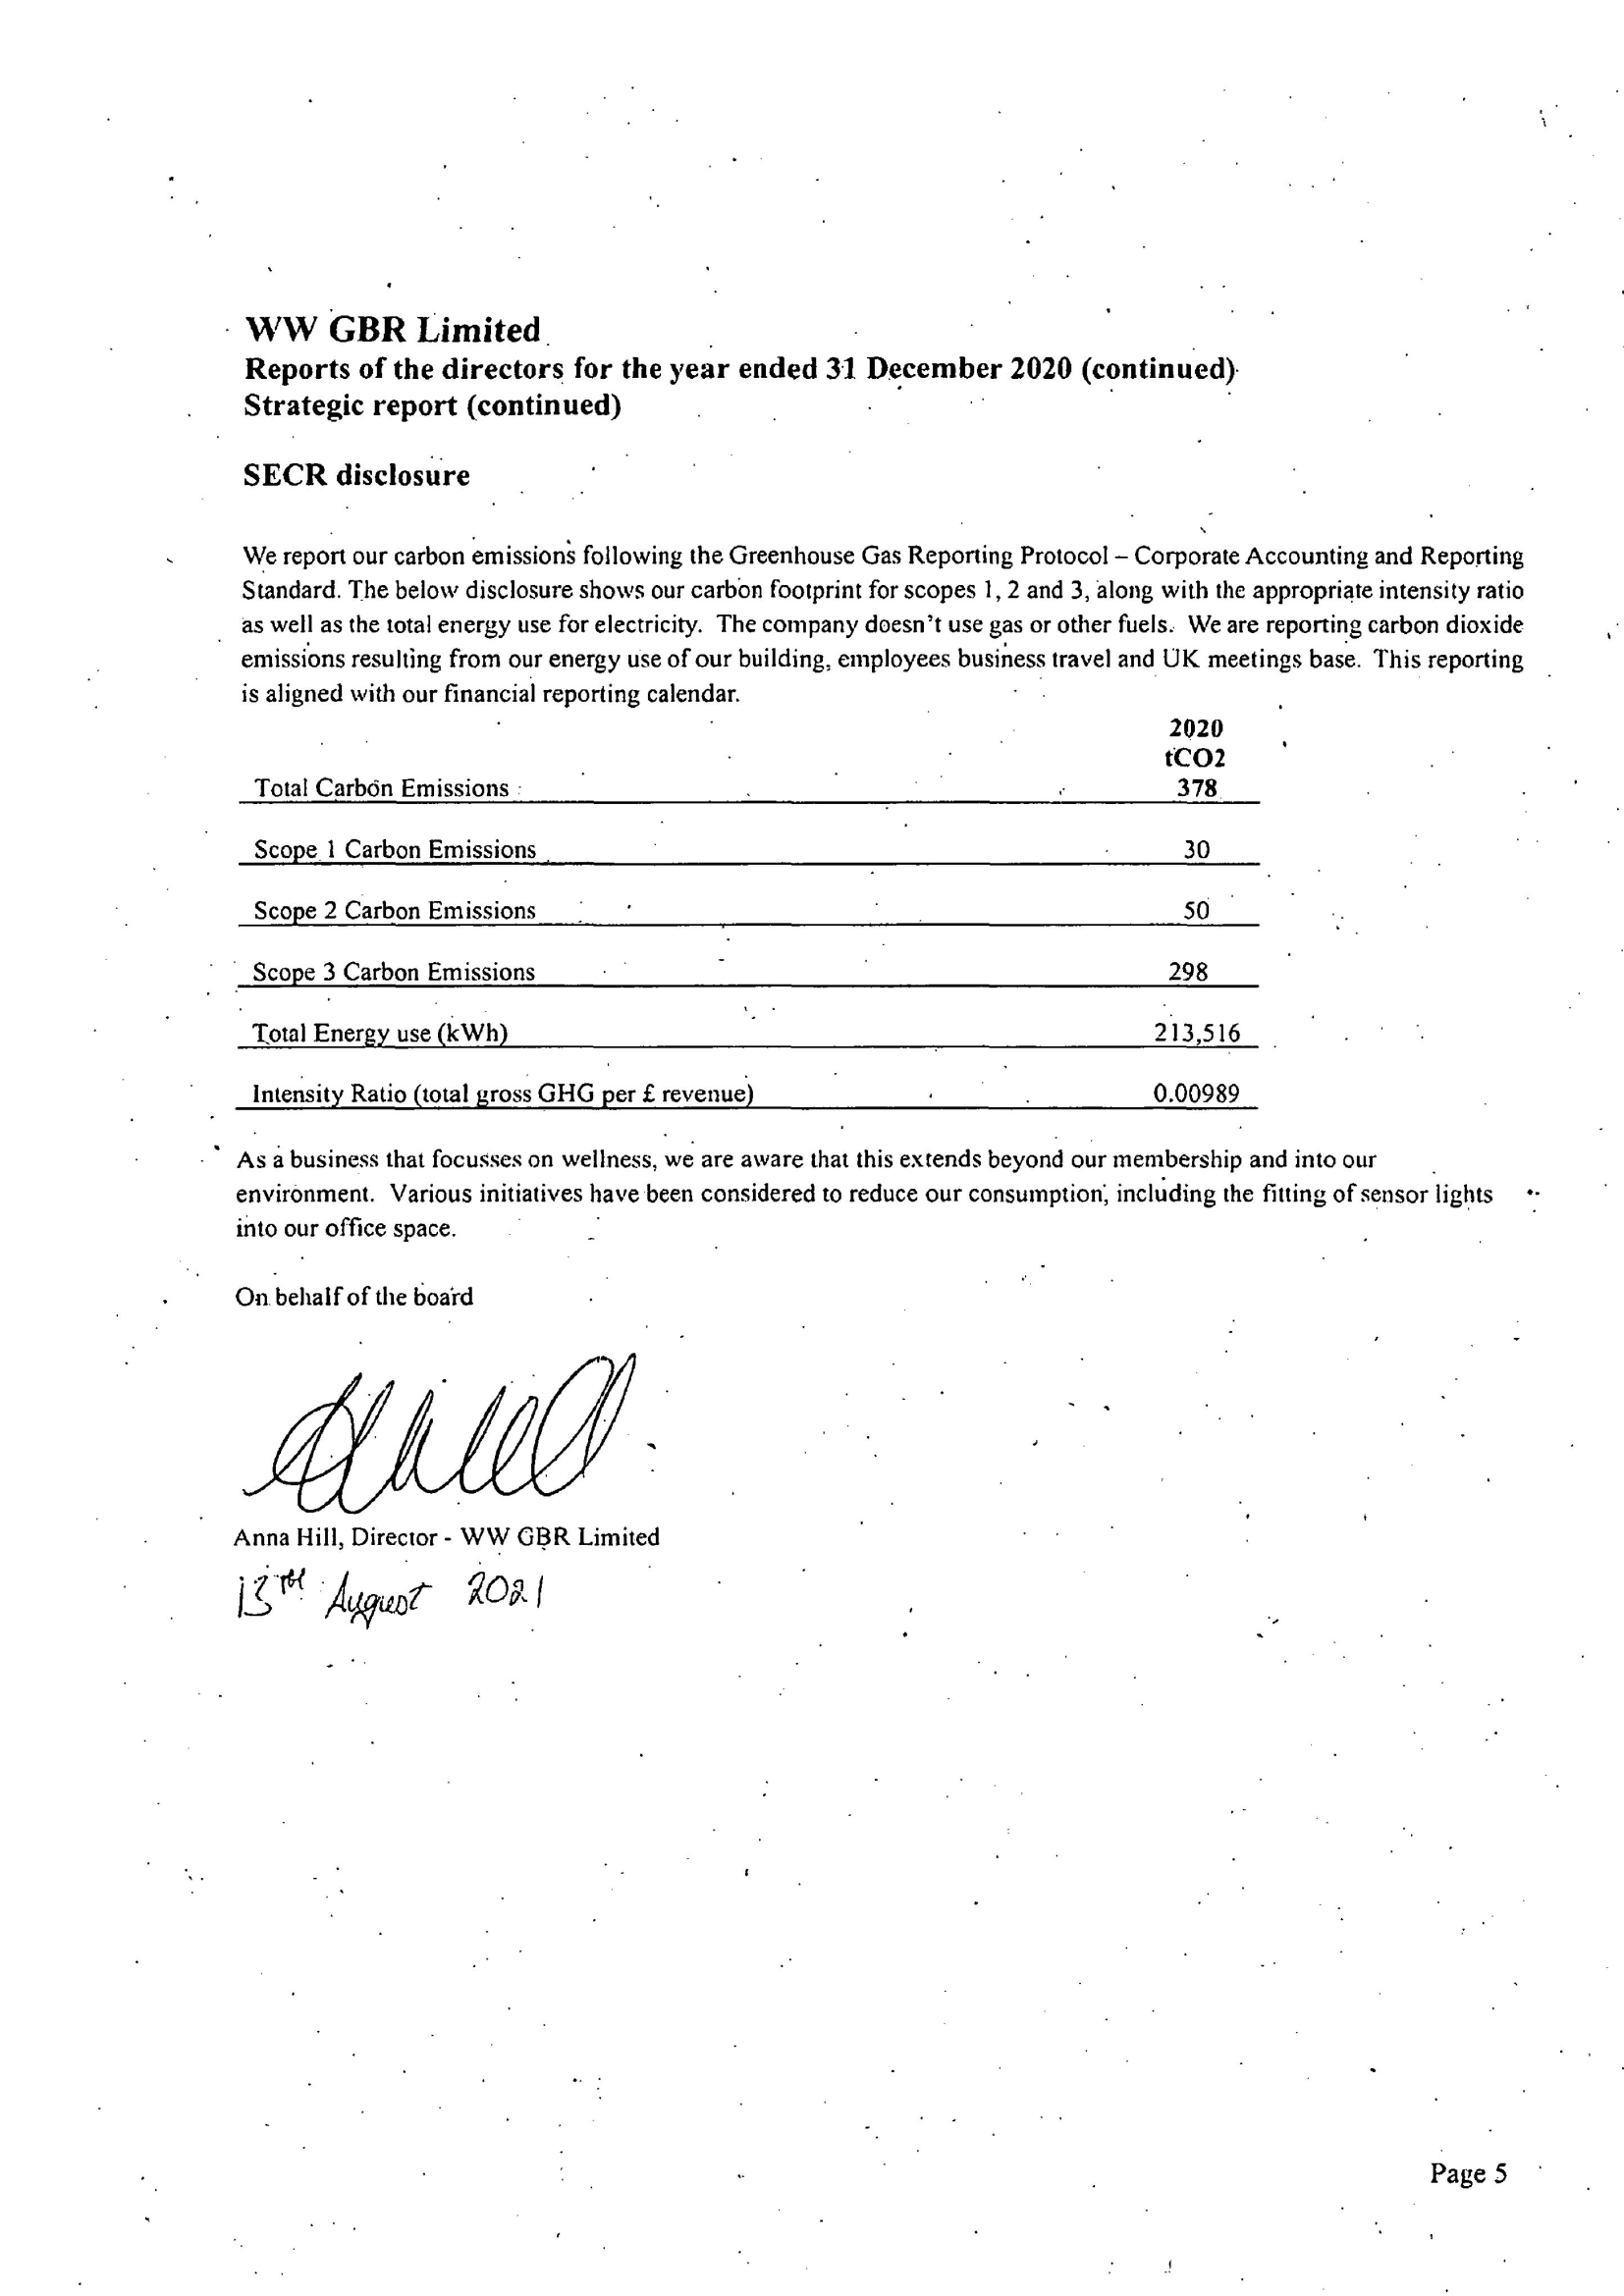 WW GBR Limited
Reports of the directors for the year ended 31 December 2020 (continued)
Strategic report (continued)
SECR disclosure
We report our carbon emissions following the Greenhouse Gas Reporting Protocol – Corporate Accounting and Reporting
Standard. The below disclosure shows our carbon footprint for scopes 1, 2 and 3, along with the appropriate intensity ratio
as well as the total energy use for electricity. The company doesn't use gas or other fuels. We are reporting carbon dioxide
emissions resulting from our energy use of our building, employees business travel and UK meetings base. This reporting
is aligned with our financial reporting calendar.
2020
tCO2
Total Carbon Emissions 378
Scope 1 Carbon Emissions 30
Scope 2 Carbon Emissions 50
Scope 3 Carbon Emissions 298
Total Energy use (kWh) 213,516
Intensity Ratio (total gross GHG per £ revenue) 0.00989
As a business that focusses on wellness, we are aware that this extends beyond our membership and into our
environment. Various initiatives have been considered to reduce our consumption, including the fitting of sensor lights
into our office space.
On behalf of the board
Anna Hill, Director - WW GBR Limited
13th August 2021
Page 5